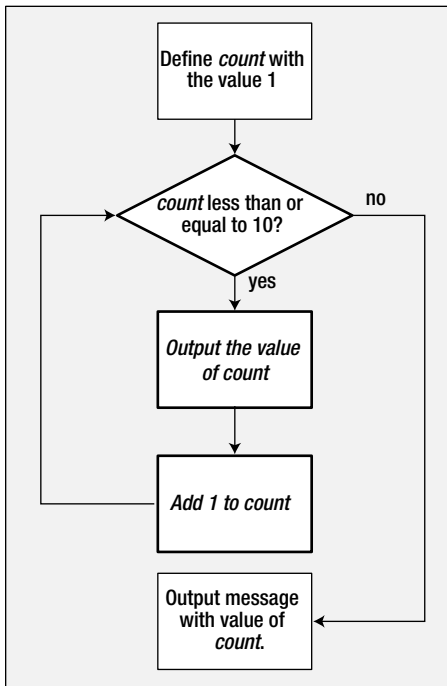 Define count with
the value 1
count less than or
equal to 10?
no
yes
Output the value
of count
Add 1 to count
Output message
with value of
count.